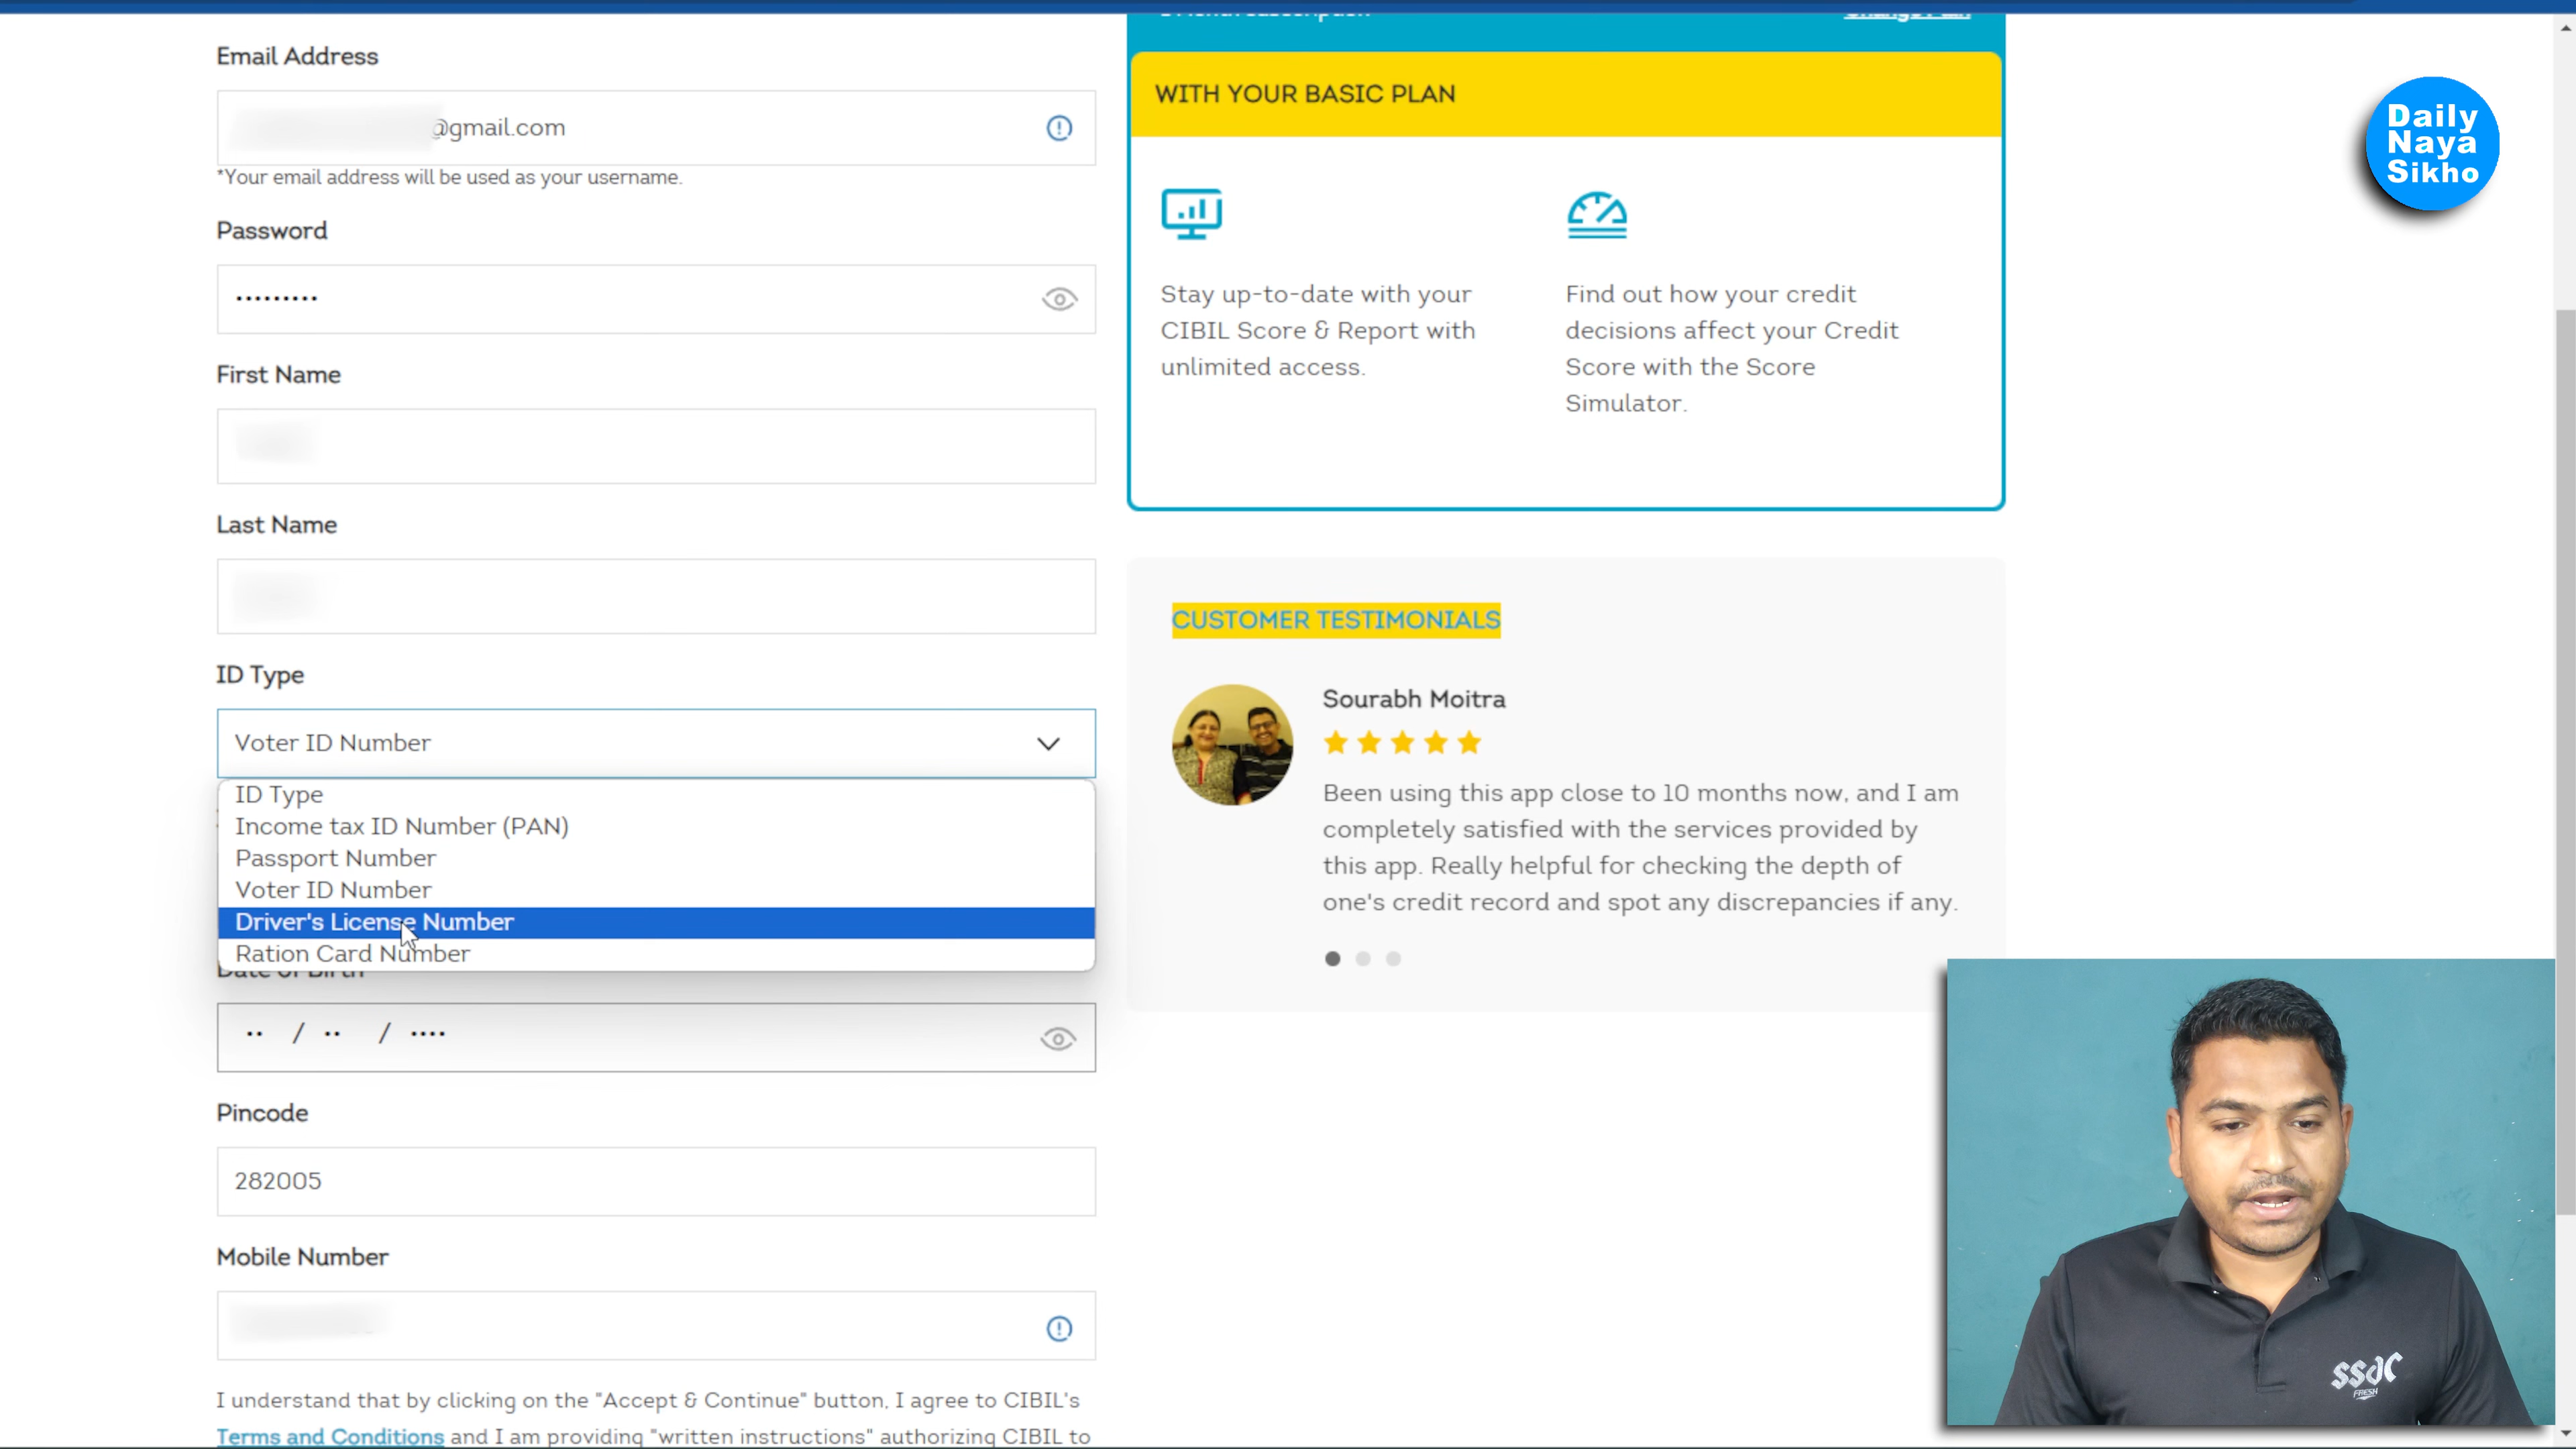 Email Address
@gmail.com
*Your email address will be used as your username.
Password
First Name
Last Name
ID Type
Voter ID Number
ID Type
Income tax ID Number (PAN)
Passport Number
Voter ID Number
Driver's License Number
Ration Card Number
Date of Birth
/ /
Pincode
282005
Mobile Number
I understand that by clicking on the "Accept & Continue" button, I agree to CIBIL's
Terms and Conditions and I am providing "written instructions" authorizing CIBIL to
Change Plan
WITH YOUR BASIC PLAN
Stay up-to-date with your
CIBIL Score & Report with
unlimited access.
Find out how your credit
decisions affect your Credit
Score with the Score
Simulator.
CUSTOMER TESTIMONIALS
Sourabh Moitra
Been using this app close to 10 months now, and I am
completely satisfied with the services provided by
this app. Really helpful for checking the depth of
one's credit record and spot any discrepancies if any.
Daily
Naya
Sikho
FRESH